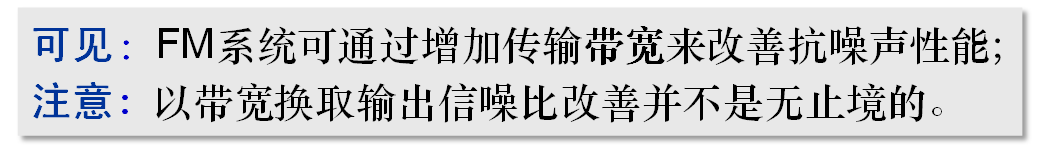 可见：FM系统可通过增加传输带宽来改善抗噪声性能；
注意：以带宽换取输出信噪比改善并不是无止境的。